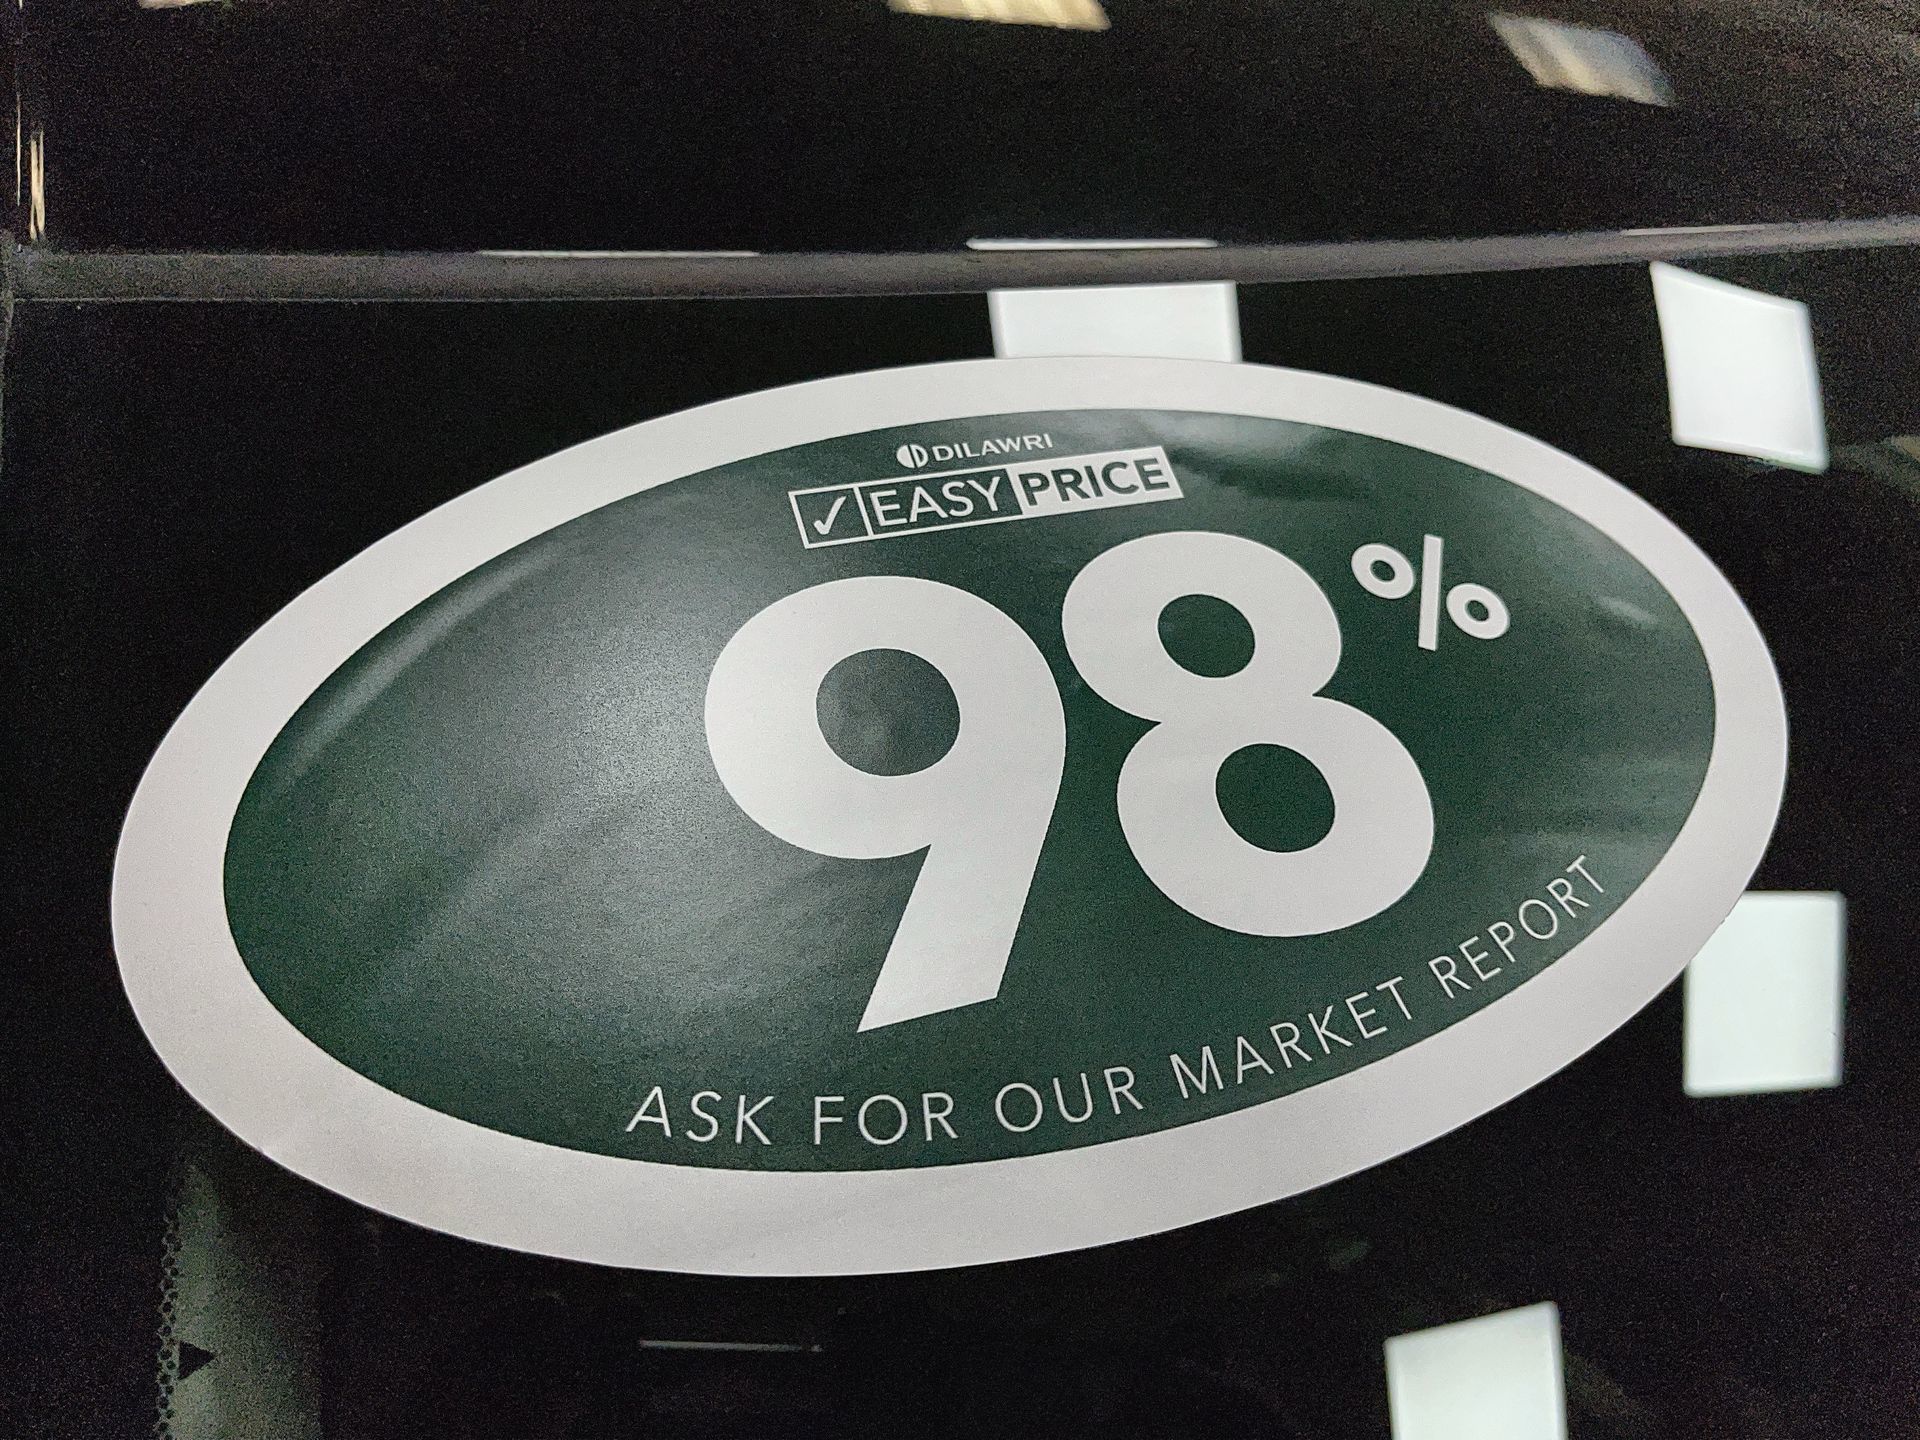 DILAWRI
✓ EASY PRICE
98%
ASK FOR OUR MARKET REPORT